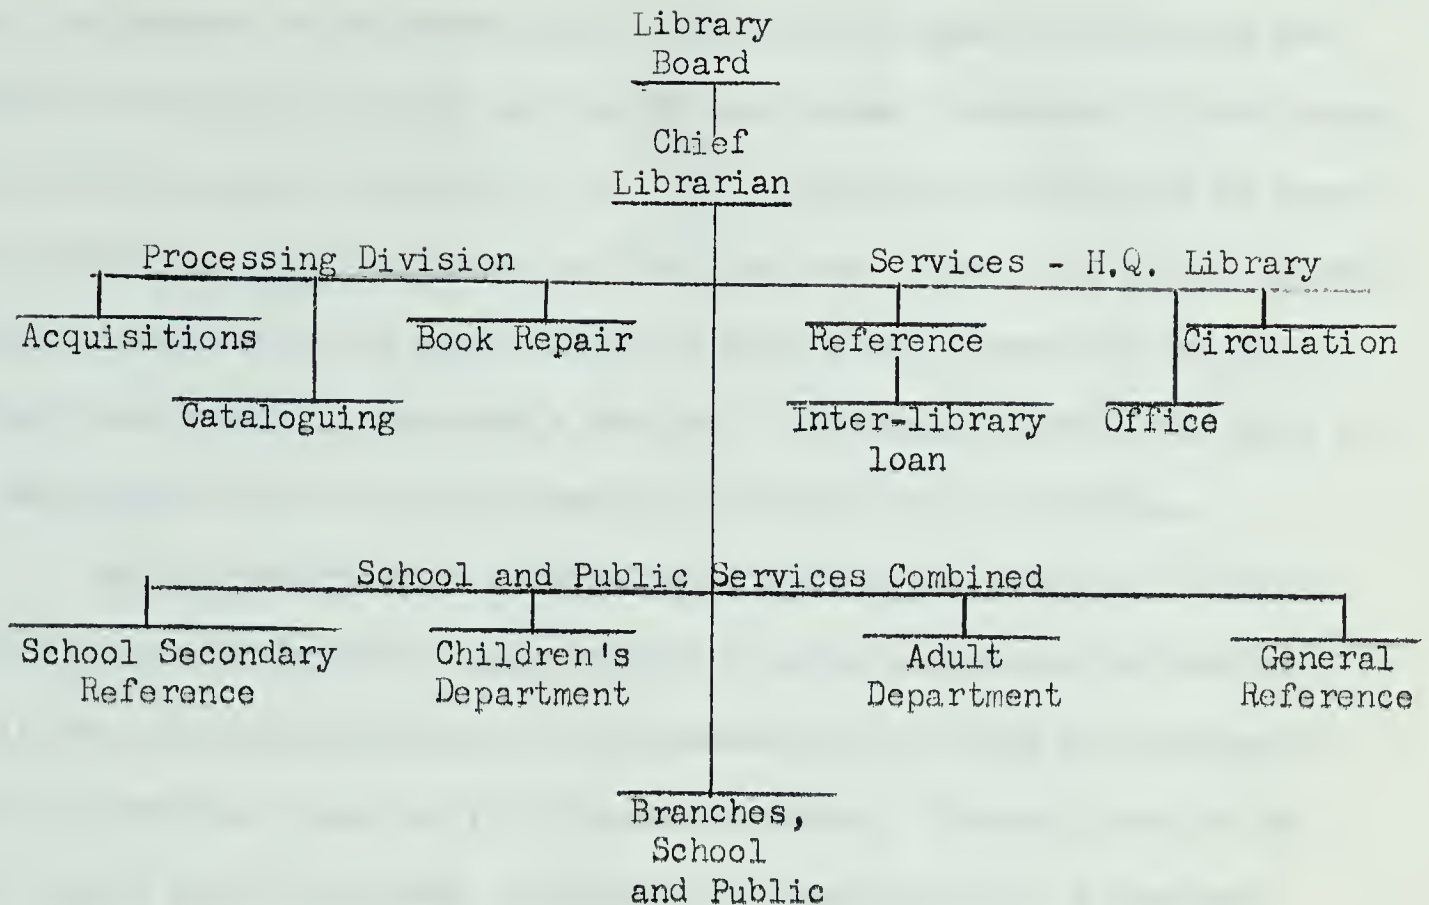 Library
Board
Chief
Librarian
Processing Division
Services - H.Q. Library
Acquisitions
Book Repair
Reference
Circulation
Cataloguing
Inter-library
loan
Office
School and Public Services Combined
School Secondary
Reference
Children's
Department
Adult
Department
General
Reference
Branches,
School
and Public